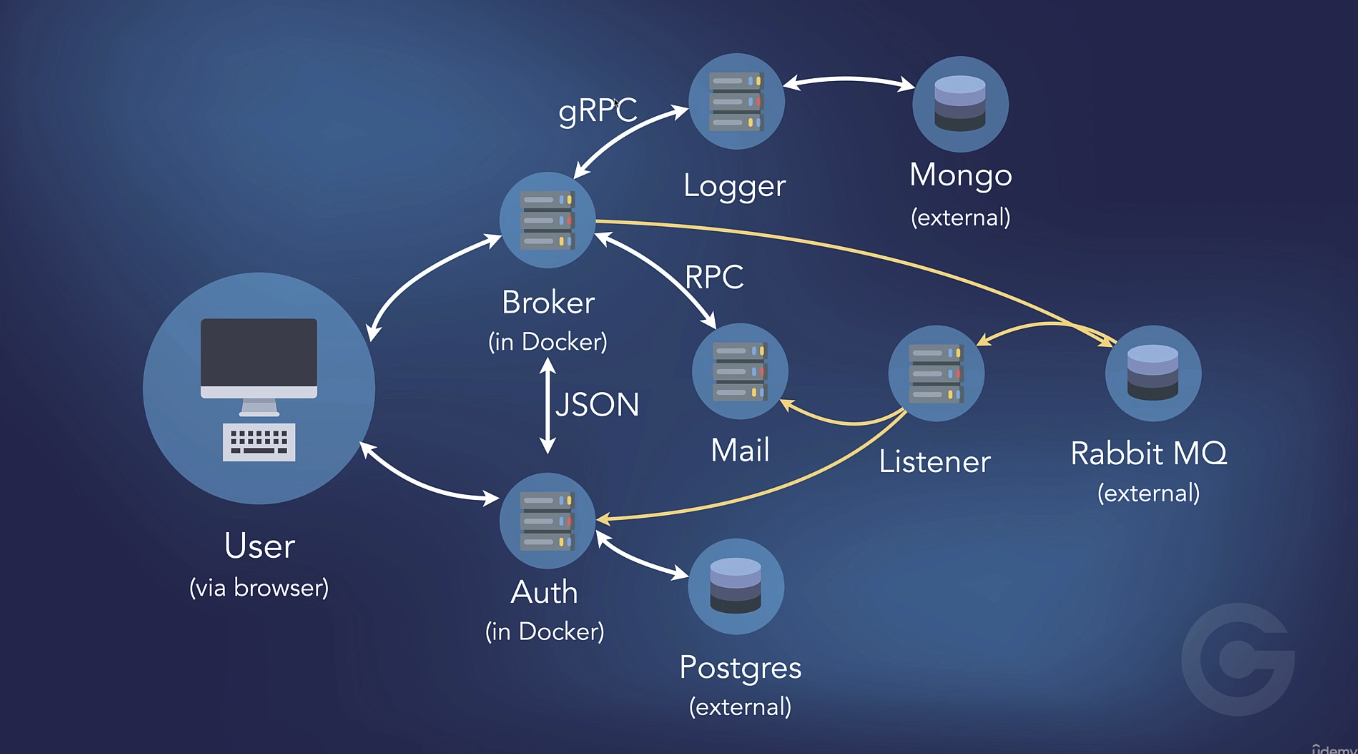 gRPC
Logger
Mongo
(external)
Broker
(in Docker)
RPC
JSON
Mail
Listener
Rabbit MQ
(external)
User
(via browser)
Auth
(in Docker)
Postgres
(external)
udemy